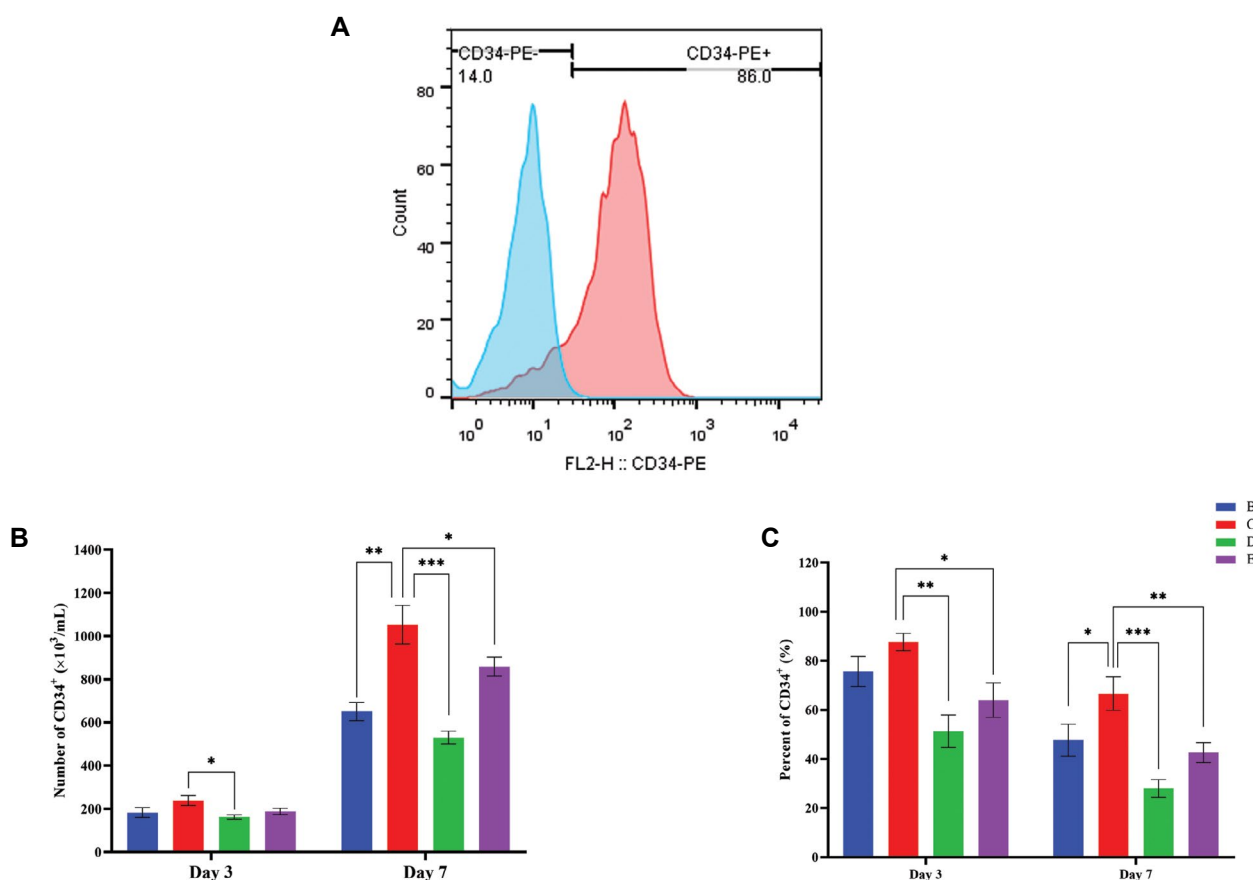 A
CD34-PE-
14.0
CD34-PE+
86.0
80
60
40
20
0
Count
10^0 10^1 10^2 10^3 10^4
FL2-H :: CD34-PE
B
Number of CD34+ (×10^3/mL)
1400
1200
1000
800
600
400
200
0
*
**
***
*
Day 3 Day 7
C
B
D
E
Percent of CD34+ (%)
120
100
80
60
40
20
0
*
**
*
***
**
Day 3 Day 7